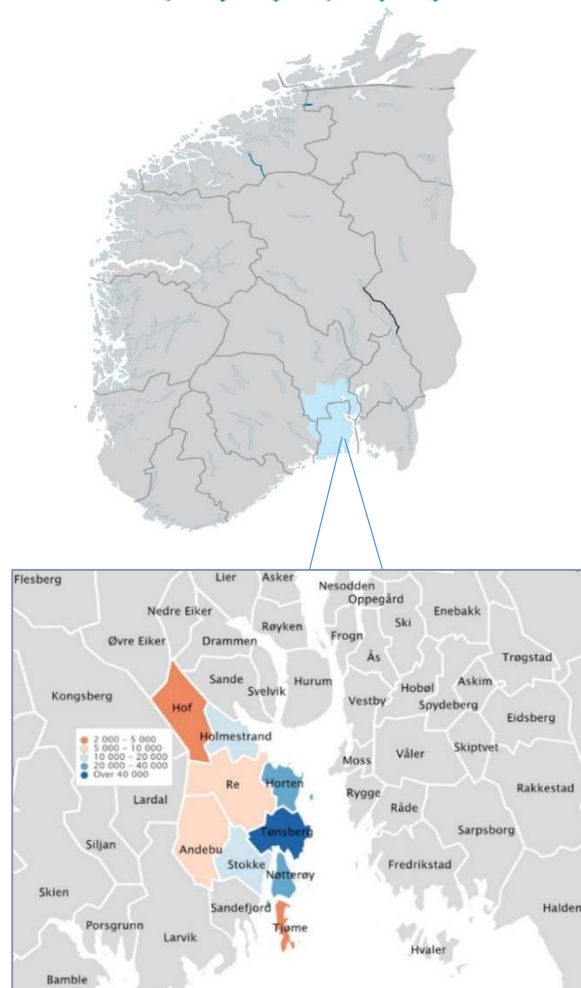 Flesberg
Lier
Asker
Nesodden
Oppegård
Enebakk
Nedre Eiker
Røyken
Frogn
Ski
Øvre Eiker
Drammen
Ås
Trøgstad
Sande
Svelvik
Hurum
Kongsberg
Vestby
Hobøl
Askim
Spydeberg
Eidsberg
Hof
Holmestrand
2 000 – 5 000
5 000 – 10 000
10 000 – 20 000
20 000 – 40 000
Over 40 000
Moss
Våler
Skiptvet
Re
Horten
Rygge
Rakkestad
Lardal
Råde
Tønsberg
Sarpsborg
Siljan
Andebu
Stokke
Nøtterøy
Fredrikstad
Skien
Sandefjord
Halden
Porsgrunn
Larvik
Tjøme
Hvaler
Bamble